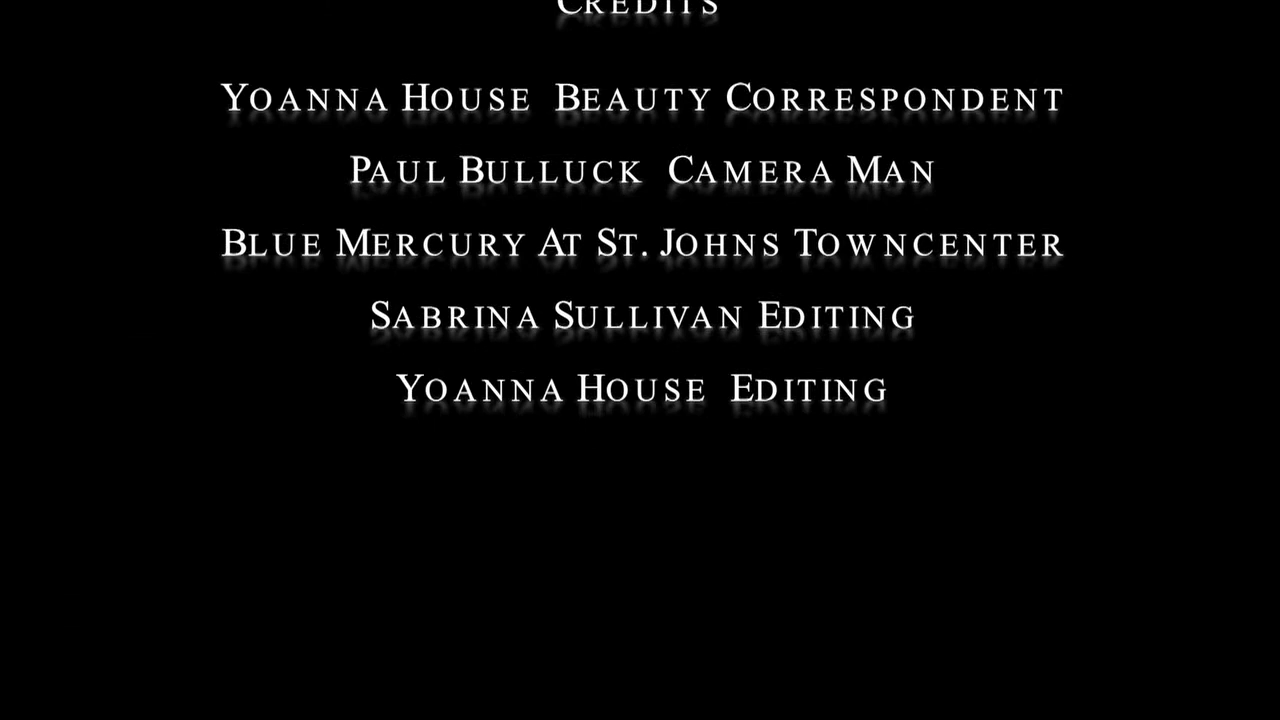 CREDITS
YOANNA HOUSE BEAUTY CORRESPONDENT
PAUL BULLUCK CAMERA MAN
BLUE MERCURY AT ST. JOHNS TOWNCENTER
SABRINA SULLIVAN EDITING
YOANNA HOUSE EDITING